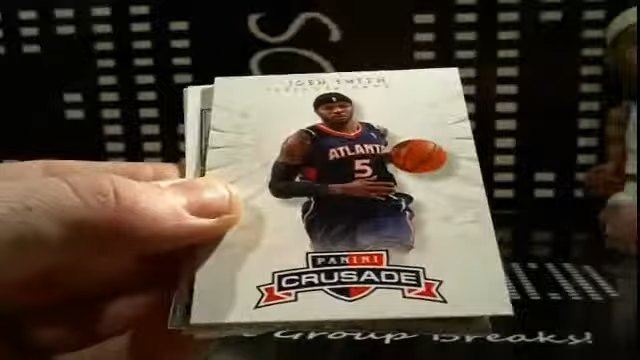 JOSH SMITH
ATLANTA
5
PANINI
CRUSADE
Group Breaks!